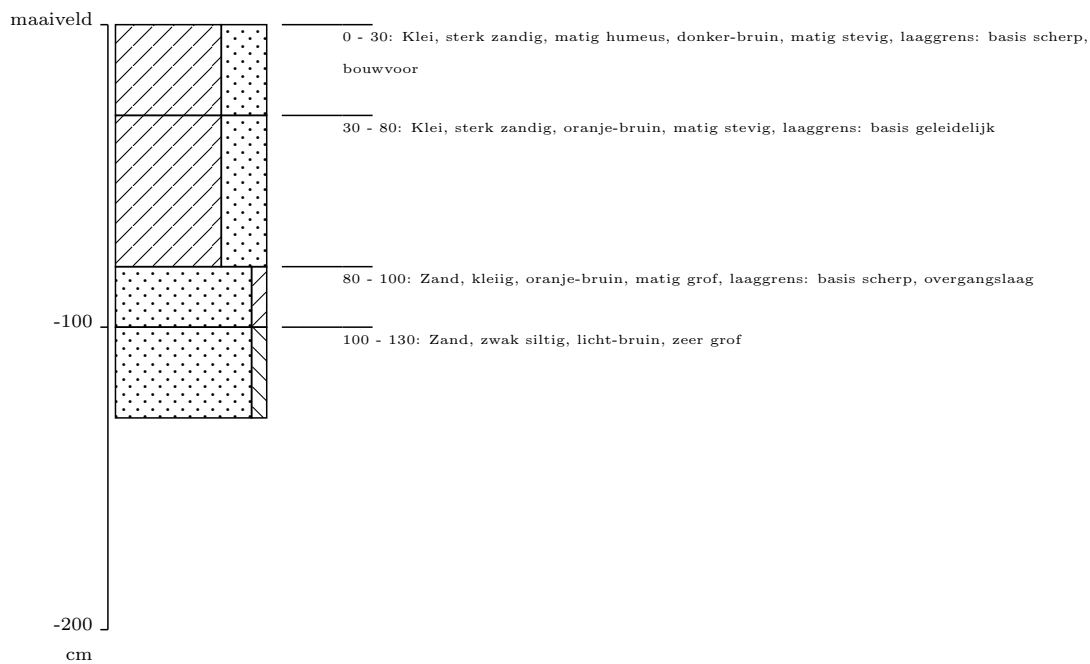 maaiveld
0 - 30: Klei, sterk zandig, matig humeus, donker-bruin, matig stevig, laaggrens: basis scherp,
bouwvoor
30 - 80: Klei, sterk zandig, oranje-bruin, matig stevig, laaggrens: basis geleidelijk
80 - 100: Zand, kleiig, oranje-bruin, matig grof, laaggrens: basis scherp, overgangslaag
-100
100 - 130: Zand, zwak siltig, licht-bruin, zeer grof
-200
cm